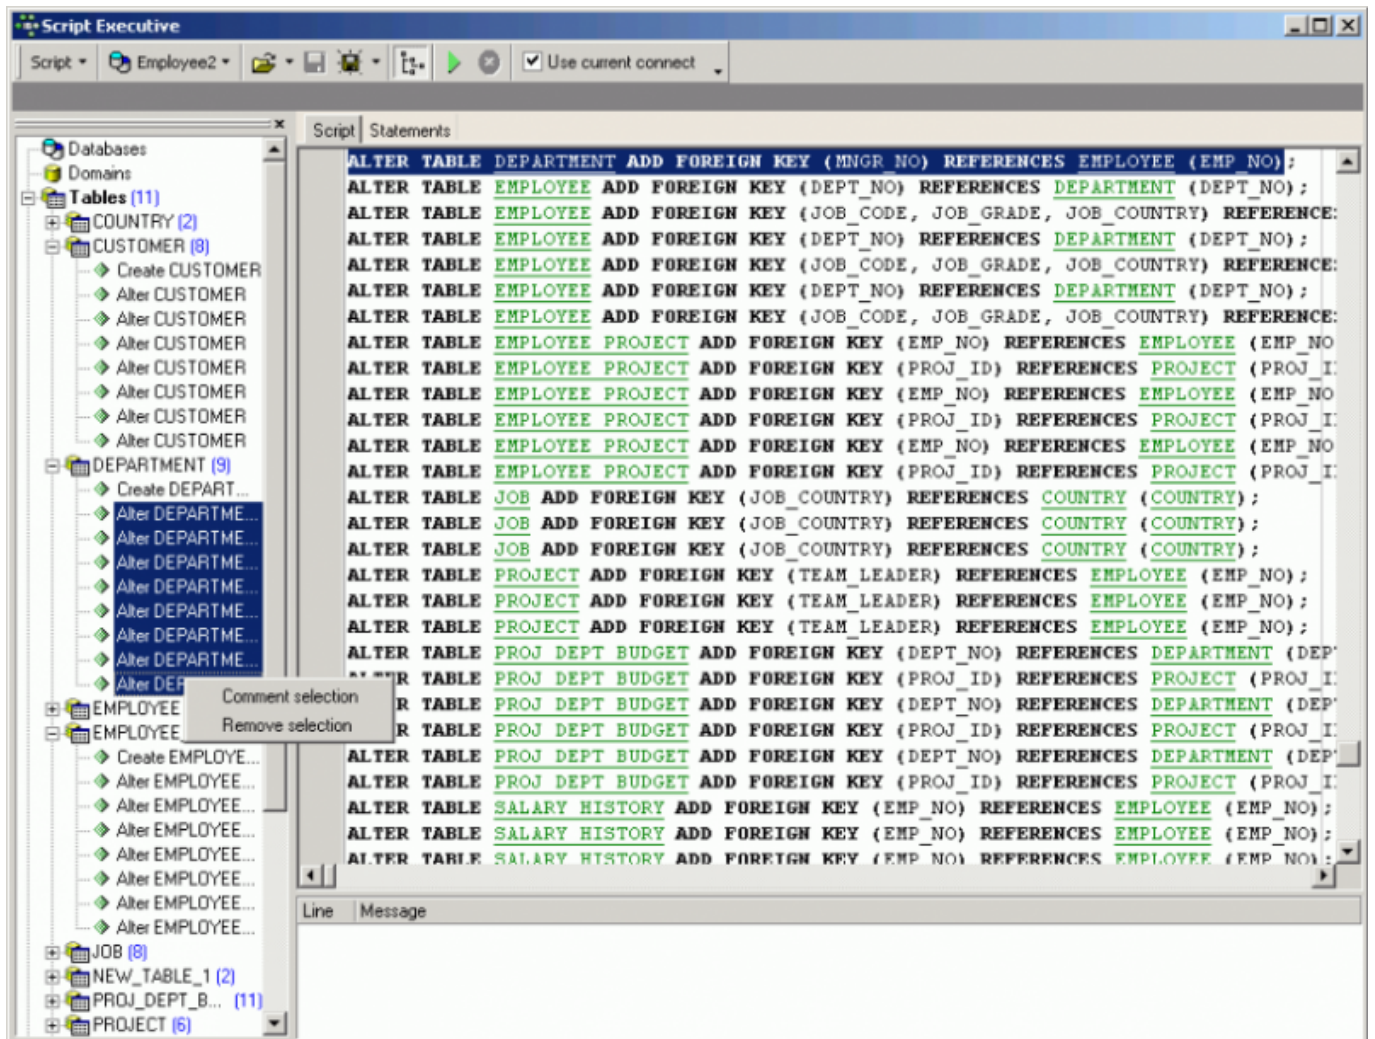 Script Executive
Script Employee2 Use current connect
Script Statements
Databases
Domains
Tables (11)
COUNTRY (2)
CUSTOMER (8)
Create CUSTOMER
Alter CUSTOMER
Alter CUSTOMER
Alter CUSTOMER
Alter CUSTOMER
Alter CUSTOMER
Alter CUSTOMER
Alter CUSTOMER
DEPARTMENT (9)
Create DEPART...
Alter DEPARTME...
Alter DEPARTME...
Alter DEPARTME...
Alter DEPARTME...
Alter DEPARTME...
Alter DEPARTME...
Alter DEPARTME...
Alter DEP
EMPLOYEE
EMPLOYEE_
Create EMPLOYE...
Alter EMPLOYEE...
Alter EMPLOYEE...
Alter EMPLOYEE...
Alter EMPLOYEE...
Alter EMPLOYEE...
Alter EMPLOYEE...
Alter EMPLOYEE...
JOB (8)
NEW_TABLE_1 (2)
PROJ_DEPT_B... (11)
PROJECT (6)
Comment selection
Remove selection
ALTER TABLE DEPARTMENT ADD FOREIGN KEY (MNGR_NO) REFERENCES EMPLOYEE (EMP_NO);
ALTER TABLE EMPLOYEE ADD FOREIGN KEY (DEPT_NO) REFERENCES DEPARTMENT (DEPT_NO);
ALTER TABLE EMPLOYEE ADD FOREIGN KEY (JOB_CODE, JOB_GRADE, JOB_COUNTRY) REFERENCE
ALTER TABLE EMPLOYEE ADD FOREIGN KEY (DEPT_NO) REFERENCES DEPARTMENT (DEPT_NO);
ALTER TABLE EMPLOYEE ADD FOREIGN KEY (JOB_CODE, JOB_GRADE, JOB_COUNTRY) REFERENCE
ALTER TABLE EMPLOYEE ADD FOREIGN KEY (DEPT_NO) REFERENCES DEPARTMENT (DEPT_NO);
ALTER TABLE EMPLOYEE ADD FOREIGN KEY (JOB_CODE, JOB_GRADE, JOB_COUNTRY) REFERENCE
ALTER TABLE EMPLOYEE_PROJECT ADD FOREIGN KEY (EMP_NO) REFERENCES EMPLOYEE (EMP_NO
ALTER TABLE EMPLOYEE_PROJECT ADD FOREIGN KEY (PROJ_ID) REFERENCES PROJECT (PROJ_I
ALTER TABLE EMPLOYEE_PROJECT ADD FOREIGN KEY (EMP_NO) REFERENCES EMPLOYEE (EMP_NO
ALTER TABLE EMPLOYEE_PROJECT ADD FOREIGN KEY (PROJ_ID) REFERENCES PROJECT (PROJ_I
ALTER TABLE EMPLOYEE_PROJECT ADD FOREIGN KEY (EMP_NO) REFERENCES EMPLOYEE (EMP_NO
ALTER TABLE EMPLOYEE_PROJECT ADD FOREIGN KEY (PROJ_ID) REFERENCES PROJECT (PROJ_I
ALTER TABLE JOB ADD FOREIGN KEY (JOB_COUNTRY) REFERENCES COUNTRY (COUNTRY);
ALTER TABLE JOB ADD FOREIGN KEY (JOB_COUNTRY) REFERENCES COUNTRY (COUNTRY);
ALTER TABLE JOB ADD FOREIGN KEY (JOB_COUNTRY) REFERENCES COUNTRY (COUNTRY);
ALTER TABLE PROJECT ADD FOREIGN KEY (TEAM_LEADER) REFERENCES EMPLOYEE (EMP_NO);
ALTER TABLE PROJECT ADD FOREIGN KEY (TEAM_LEADER) REFERENCES EMPLOYEE (EMP_NO);
ALTER TABLE PROJECT ADD FOREIGN KEY (TEAM_LEADER) REFERENCES EMPLOYEE (EMP_NO);
ALTER TABLE PROJ_DEPT_BUDGET ADD FOREIGN KEY (DEPT_NO) REFERENCES DEPARTMENT (DEP
ALTER TABLE PROJ_DEPT_BUDGET ADD FOREIGN KEY (PROJ_ID) REFERENCES PROJECT (PROJ_I
R TABLE PROJ_DEPT_BUDGET ADD FOREIGN KEY (DEPT_NO) REFERENCES DEPARTMENT (DEP
R TABLE PROJ_DEPT_BUDGET ADD FOREIGN KEY (PROJ_ID) REFERENCES PROJECT (PROJ_I
ALTER TABLE PROJ_DEPT_BUDGET ADD FOREIGN KEY (DEPT_NO) REFERENCES DEPARTMENT (DEP
ALTER TABLE PROJ_DEPT_BUDGET ADD FOREIGN KEY (PROJ_ID) REFERENCES PROJECT (PROJ_I
ALTER TABLE SALARY_HISTORY ADD FOREIGN KEY (EMP_NO) REFERENCES EMPLOYEE (EMP_NO);
ALTER TABLE SALARY_HISTORY ADD FOREIGN KEY (EMP_NO) REFERENCES EMPLOYEE (EMP_NO);
ALTER TABLE SALARY_HISTORY ADD FOREIGN KEY (EMP_NO) REFERENCES EMPLOYEE (EMP_NO);
Line Message